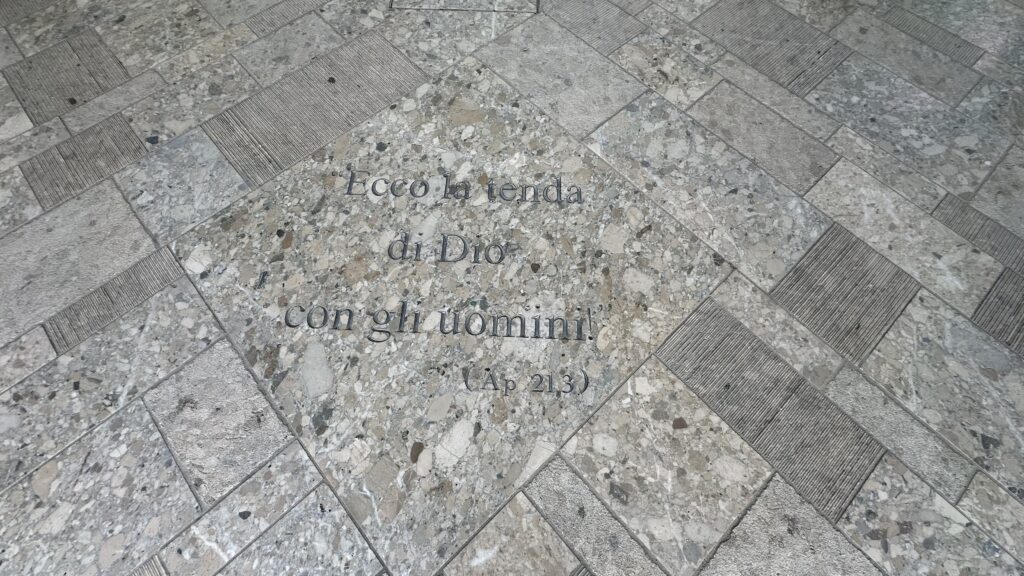 "Ecco la tenda
di Dio
con gli uomini!"
(Ap 21,3)